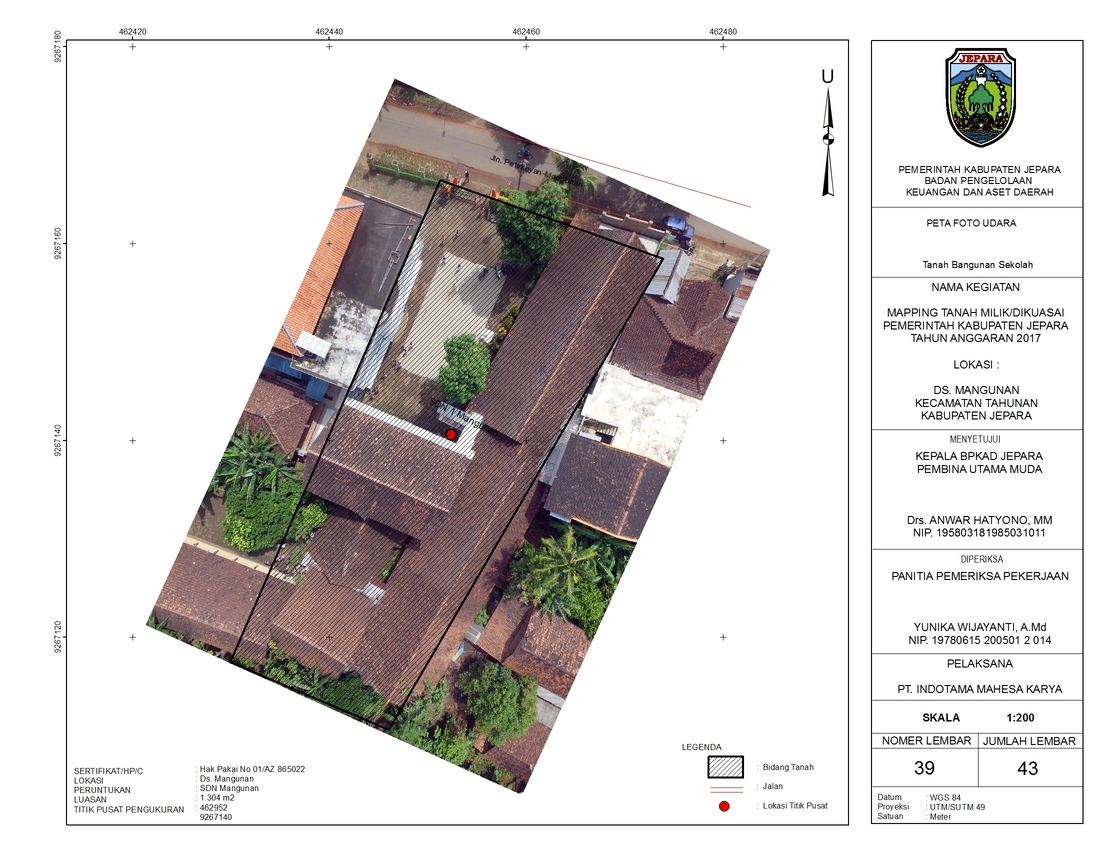 462420
462440
462460
462480
9267180
9267160
9267140
9267120
U
Jln. Petekeyan-Mangunan
SDN 1 Mangunan
SERTIFIKAT/HP/C : Hak Pakai No 01/AZ 865022
LOKASI : Ds. Mangunan
PERUNTUKAN : SDN Mangunan
LUASAN : 1.304 m2
TITIK PUSAT PENGUKURAN : 462952
9267140
LEGENDA
: Bidang Tanah
: Jalan
: Lokasi Titik Pusat
JEPARA
PEMERINTAH KABUPATEN JEPARA
BADAN PENGELOLAAN
KEUANGAN DAN ASET DAERAH
PETA FOTO UDARA
Tanah Bangunan Sekolah
NAMA KEGIATAN
MAPPING TANAH MILIK/DIKUASAI
PEMERINTAH KABUPATEN JEPARA
TAHUN ANGGARAN 2017
LOKASI :
DS. MANGUNAN
KECAMATAN TAHUNAN
KABUPATEN JEPARA
MENYETUJUI
KEPALA BPKAD JEPARA
PEMBINA UTAMA MUDA
Drs. ANWAR HATYONO, MM
NIP. 195803181985031011
DIPERIKSA
PANITIA PEMERIKSA PEKERJAAN
YUNIKA WIJAYANTI, A.Md
NIP. 19780615 200501 2 014
PELAKSANA
PT. INDOTAMA MAHESA KARYA
SKALA 1:200
NOMER LEMBAR JUMLAH LEMBAR
39 43
Datum : WGS 84
Proyeksi : UTM/SUTM 49
Satuan : Meter